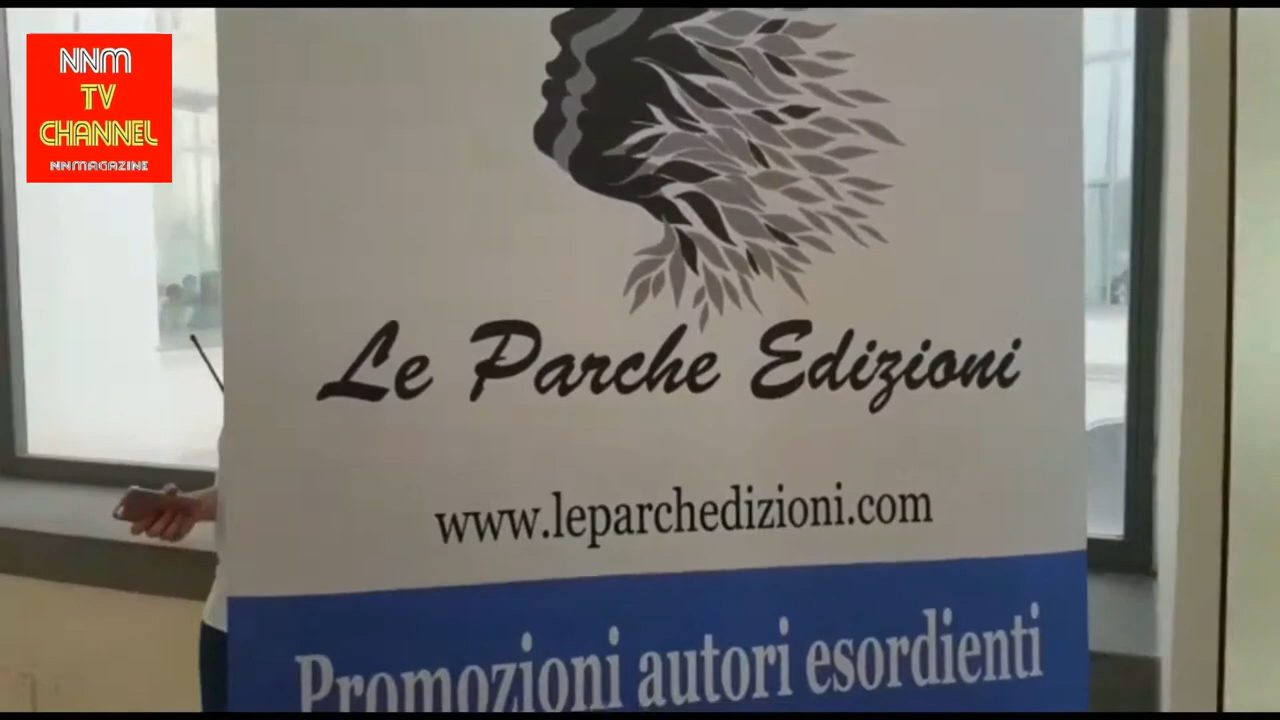 NNM
TV
CHANNEL
NNMAGAZINE
Le Parche Edizioni
www.leparchedizioni.com
Promozioni autori esordienti